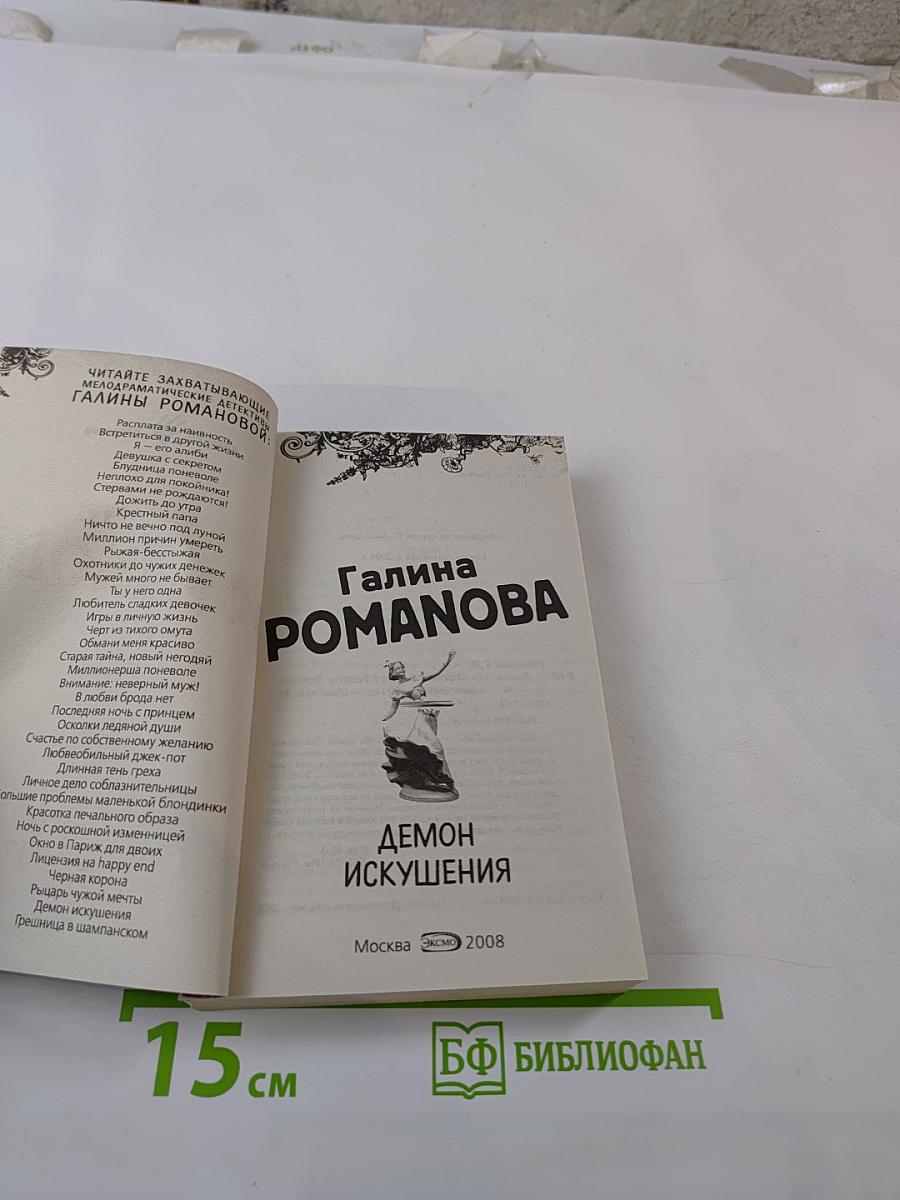 ЧИТАЙТЕ ЗАХВАТЫВАЮЩИЕ
МЕЛОДРАМАТИЧЕСКИЕ ДЕТЕКТИВЫ
ГАЛИНЫ РОМАНОВОЙ:
Расплата за наивность
Встретиться в другой жизни
Я — его алиби
Девушка с секретом
Блудница поневоле
Неплохо для покойника!
Стервами не рождаются!
Дожить до утра
Крестный папа
Ничто не вечно под луной
Миллион причин умереть
Рыжая-бесстыжая
Охотники до чужих денежек
Мужей много не бывает
Ты у него одна
Любитель сладких девочек
Игры в личную жизнь
Черт из тихого омута
Обмани меня красиво
Старая тайна, новый негодяй
Миллионерша поневоле
Внимание: неверный муж!
В любви брода нет
Последняя ночь с принцем
Осколки ледяной души
Счастье по собственному желанию
Любвеобильный джек-пот
Длинная тень греха
Личное дело соблазнительницы
ольшие проблемы маленькой блондинки
Красотка печального образа
Ночь с роскошной изменницей
Окно в Париж для двоих
Лицензия на happy end
Черная корона
Рыцарь чужой мечты
Демон искушения
Грешница в шампанском
Галина
РОМАNОВА
ДЕМОН
ИСКУШЕНИЯ
Москва ЭКСМО 2008
15 см
БФ БИБЛИОФАН